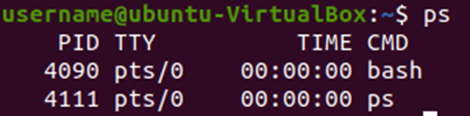 username@ubuntu-VirtualBox:~$ ps
PID TTY TIME CMD
4090 pts/0 00:00:00 bash
4111 pts/0 00:00:00 ps